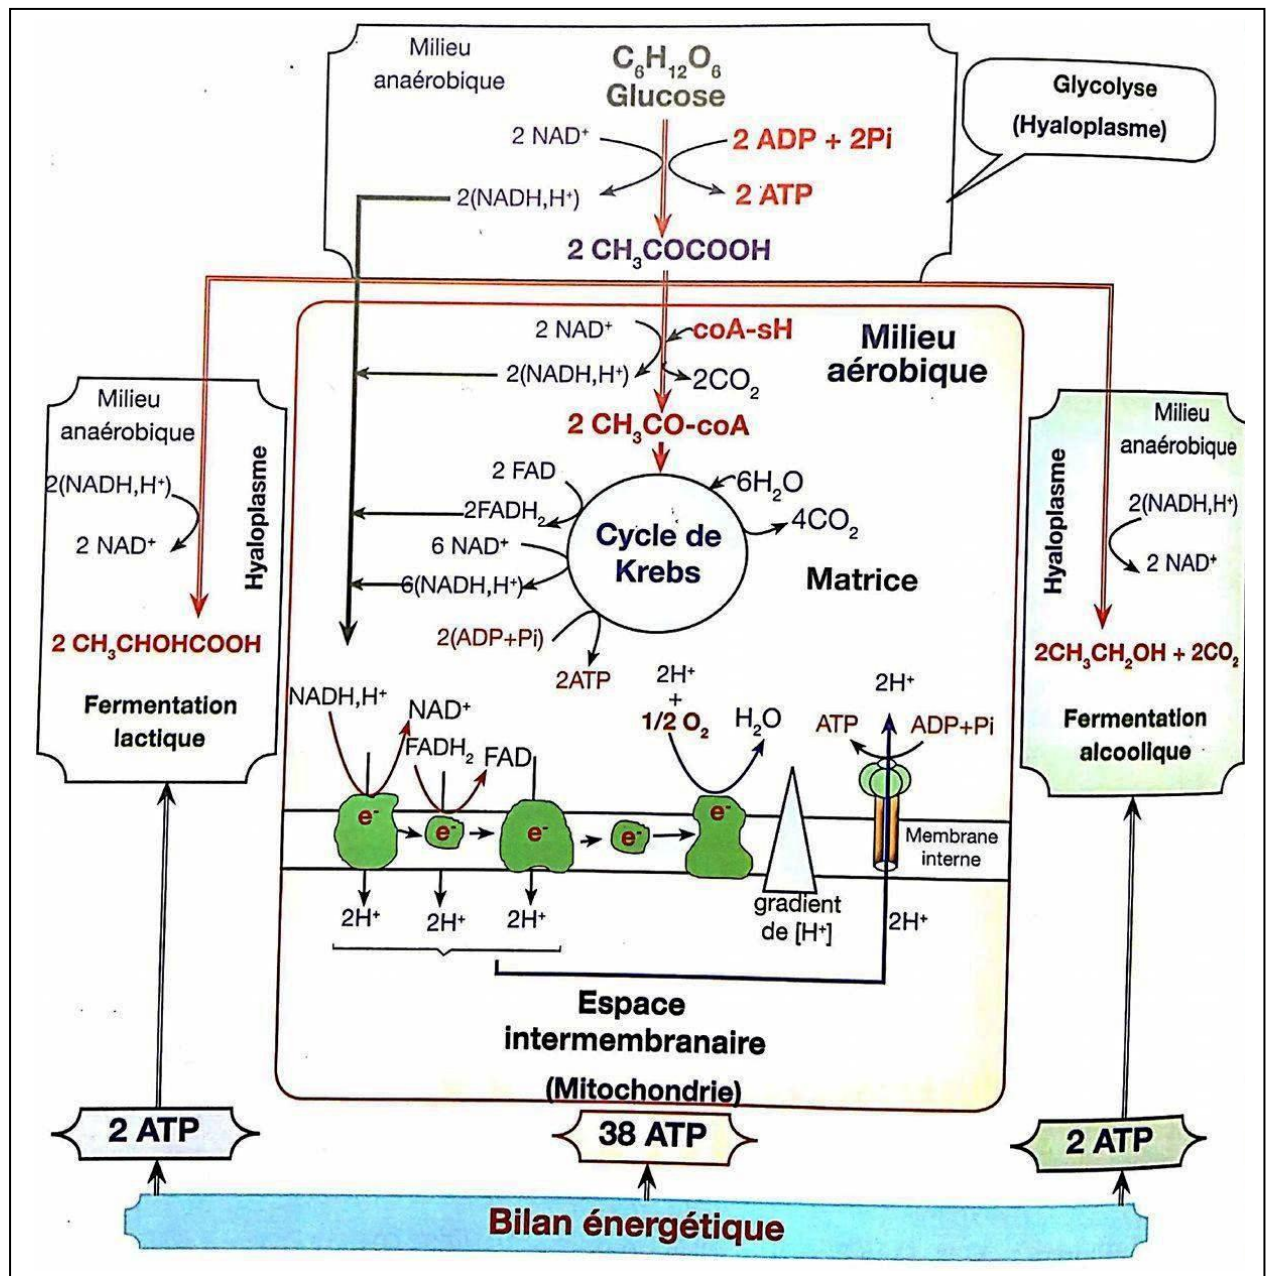 Milieu
anaérobique
C₆H₁₂O₆
Glucose
Glycolyse
(Hyaloplasme)
2 NAD⁺
2 ADP + 2Pi
2(NADH,H⁺)
2 ATP
2 CH₃COCOOH
2 NAD⁺
coA-sH
Milieu
aérobique
2(NADH,H⁺)
2CO₂
2 CH₃CO-coA
Milieu
anaérobique
2(NADH,H⁺)
2 NAD⁺
Hyaloplasme
2 CH₃CHOHCOOH
Fermentation
lactique
2 FAD
6H₂O
2FADH₂
4CO₂
6 NAD⁺
Cycle de
Krebs
6(NADH,H⁺)
Matrice
2(ADP+Pi)
2ATP
Milieu
anaérobique
Hyaloplasme
2(NADH,H⁺)
2 NAD⁺
2CH₃CH₂OH + 2CO₂
Fermentation
alcoolique
NADH,H⁺
NAD⁺
FADH₂
FAD
2H⁺
+
1/2 O₂
H₂O
2H⁺
ATP
ADP+Pi
e⁻
e⁻
e⁻
e⁻
e⁻
Membrane
interne
2H⁺
2H⁺
2H⁺
gradient
de [H⁺]
2H⁺
Espace
intermembranaire
(Mitochondrie)
2 ATP
38 ATP
2 ATP
Bilan énergétique